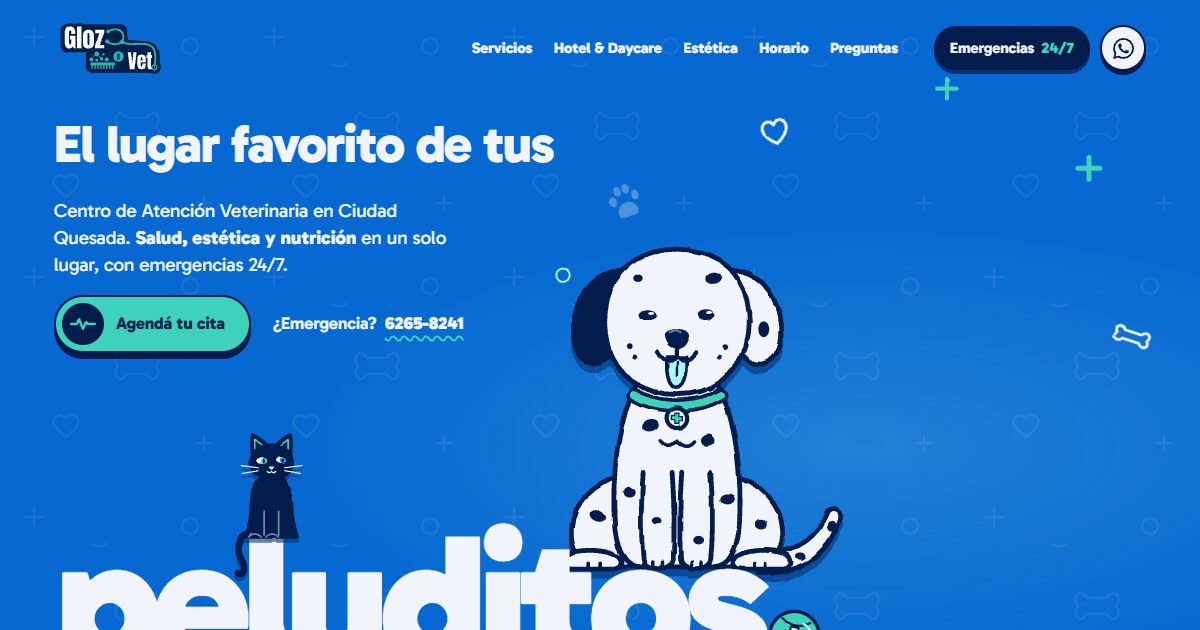 Gloz
Vet
Servicios
Hotel & Daycare
Estética
Horario
Preguntas
Emergencias 24/7
El lugar favorito de tus
Centro de Atención Veterinaria en Ciudad
Quesada. Salud, estética y nutrición en un solo
lugar, con emergencias 24/7.
Agendá tu cita
¿Emergencia? 6265-8241
peluditos